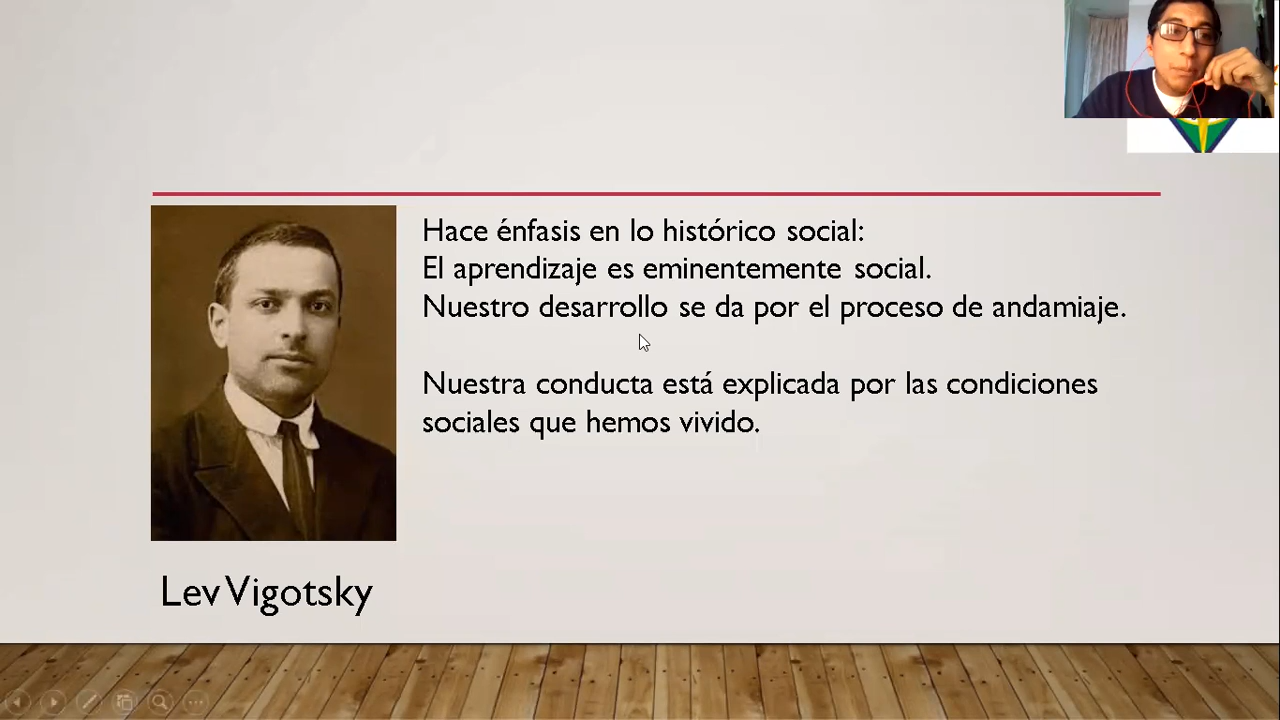 Hace énfasis en lo histórico social:
El aprendizaje es eminentemente social.
Nuestro desarrollo se da por el proceso de andamiaje.
Nuestra conducta está explicada por las condiciones
sociales que hemos vivido.
Lev Vigotsky